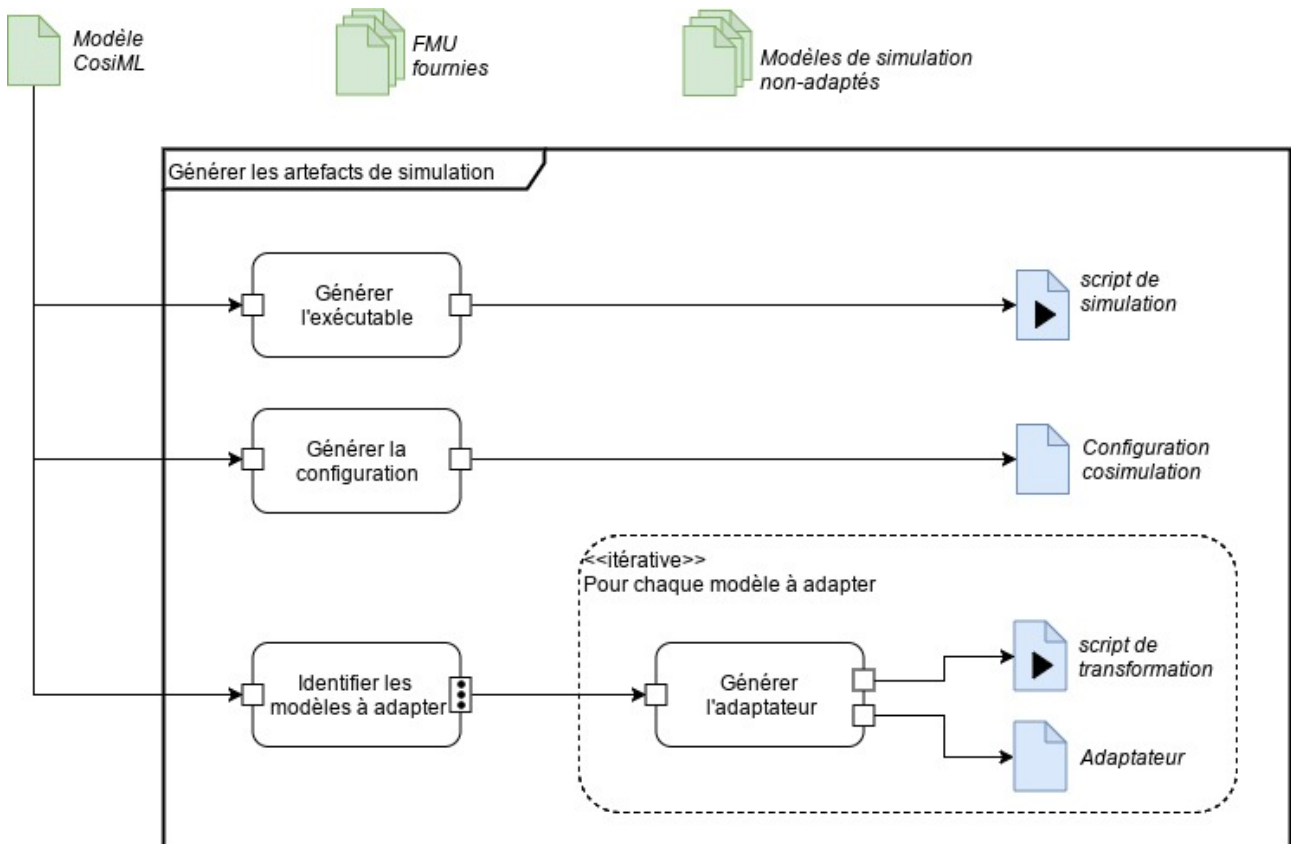 Modèle
CosiML
FMU
fournies
Modèles de simulation
non-adaptés
Générer les artefacts de simulation
Générer
l'exécutable
script de
simulation
Générer la
configuration
Configuration
cosimulation
<<itérative>>
Pour chaque modèle à adapter
Identifier les
modèles à adapter
Générer
l'adaptateur
script de
transformation
Adaptateur